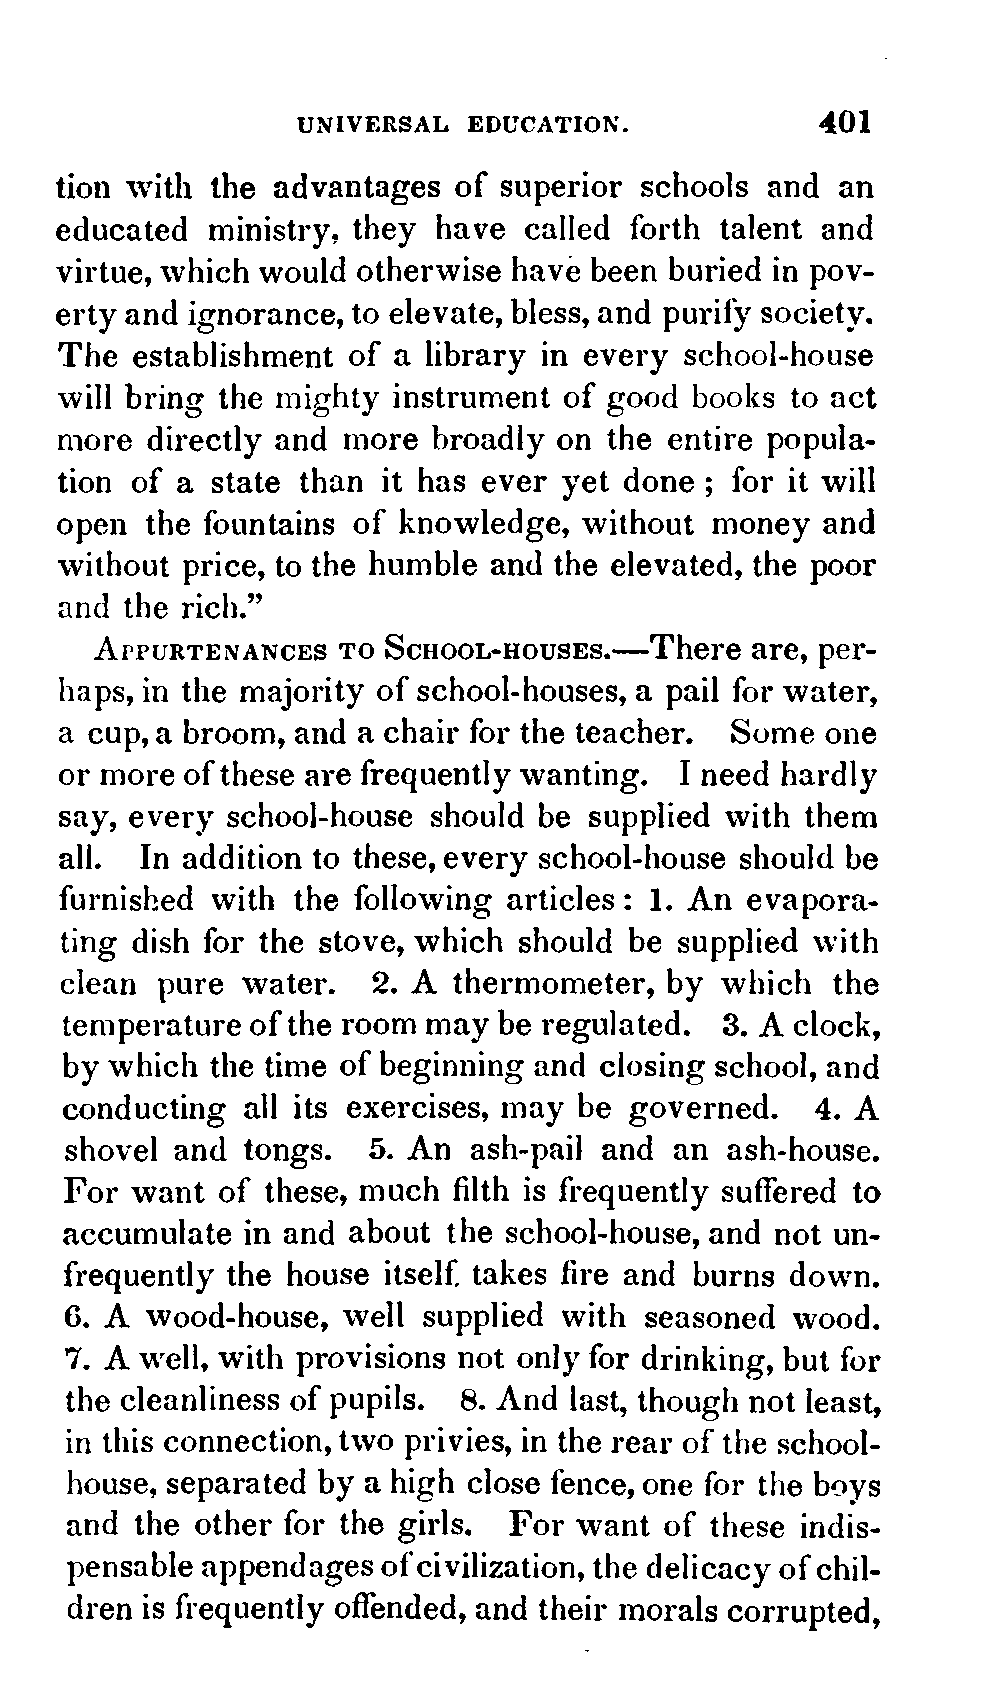 UNIVERSAL EDUCATION. 401
tion with the advantages of superior schools and an
educated ministry, they have called forth talent and
virtue, which would otherwise have been buried in pov-
erty and ignorance, to elevate, bless, and purify society.
The establishment of a library in every school-house
will bring the mighty instrument of good books to act
more directly and more broadly on the entire popula-
tion of a state than it has ever yet done ; for it will
open the fountains of knowledge, without money and
without price, to the humble and the elevated, the poor
and the rich.”
APPURTENANCES TO SCHOOL-HOUSES.—There are, per-
haps, in the majority of school-houses, a pail for water,
a cup, a broom, and a chair for the teacher. Some one
or more of these are frequently wanting. I need hardly
say, every school-house should be supplied with them
all. In addition to these, every school-house should be
furnished with the following articles : 1. An evapora-
ting dish for the stove, which should be supplied with
clean pure water. 2. A thermometer, by which the
temperature of the room may be regulated. 3. A clock,
by which the time of beginning and closing school, and
conducting all its exercises, may be governed. 4. A
shovel and tongs. 5. An ash-pail and an ash-house.
For want of these, much filth is frequently suffered to
accumulate in and about the school-house, and not un-
frequently the house itself takes fire and burns down.
6. A wood-house, well supplied with seasoned wood.
7. A well, with provisions not only for drinking, but for
the cleanliness of pupils. 8. And last, though not least,
in this connection, two privies, in the rear of the school-
house, separated by a high close fence, one for the boys
and the other for the girls. For want of these indis-
pensable appendages of civilization, the delicacy of chil-
dren is frequently offended, and their morals corrupted,